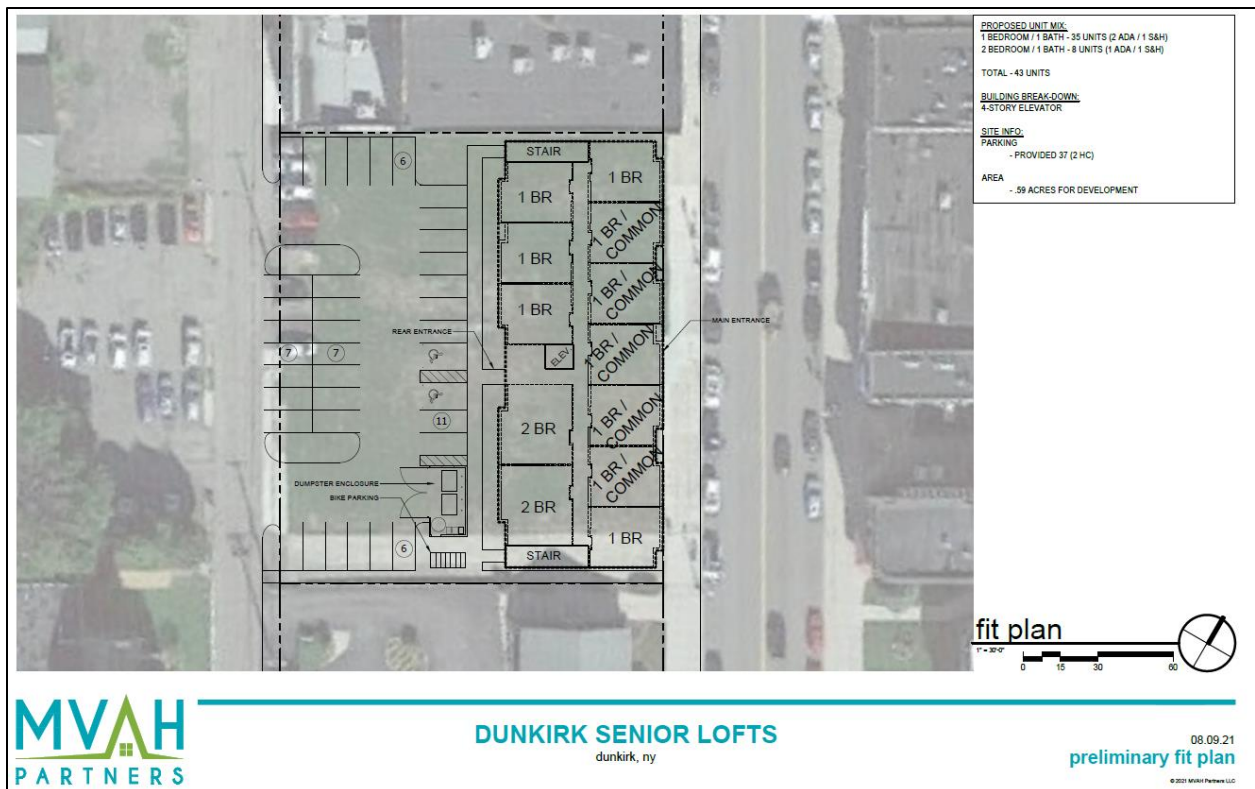 PROPOSED UNIT MIX:
1 BEDROOM / 1 BATH - 35 UNITS (2 ADA / 1 S&H)
2 BEDROOM / 1 BATH - 8 UNITS (1 ADA / 1 S&H)
TOTAL - 43 UNITS
BUILDING BREAK-DOWN:
4-STORY ELEVATOR
SITE INFO:
PARKING
- PROVIDED 37 (2 HC)
AREA
- .59 ACRES FOR DEVELOPMENT
STAIR
6
1 BR
1 BR
1 BR /
COMMON
1 BR
1 BR /
COMMON
1 BR
1 BR /
COMMON
MAIN ENTRANCE
REAR ENTRANCE
ELEV.
7
7
1 BR /
COMMON
11
2 BR
1 BR /
COMMON
DUMPSTER ENCLOSURE
BIKE PARKING
2 BR
1 BR
6
STAIR
fit plan
1" = 30'-0"
0 15 30 60
MVAH
PARTNERS
DUNKIRK SENIOR LOFTS
dunkirk, ny
08.09.21
preliminary fit plan
© 2021 MVAH Partners LLC